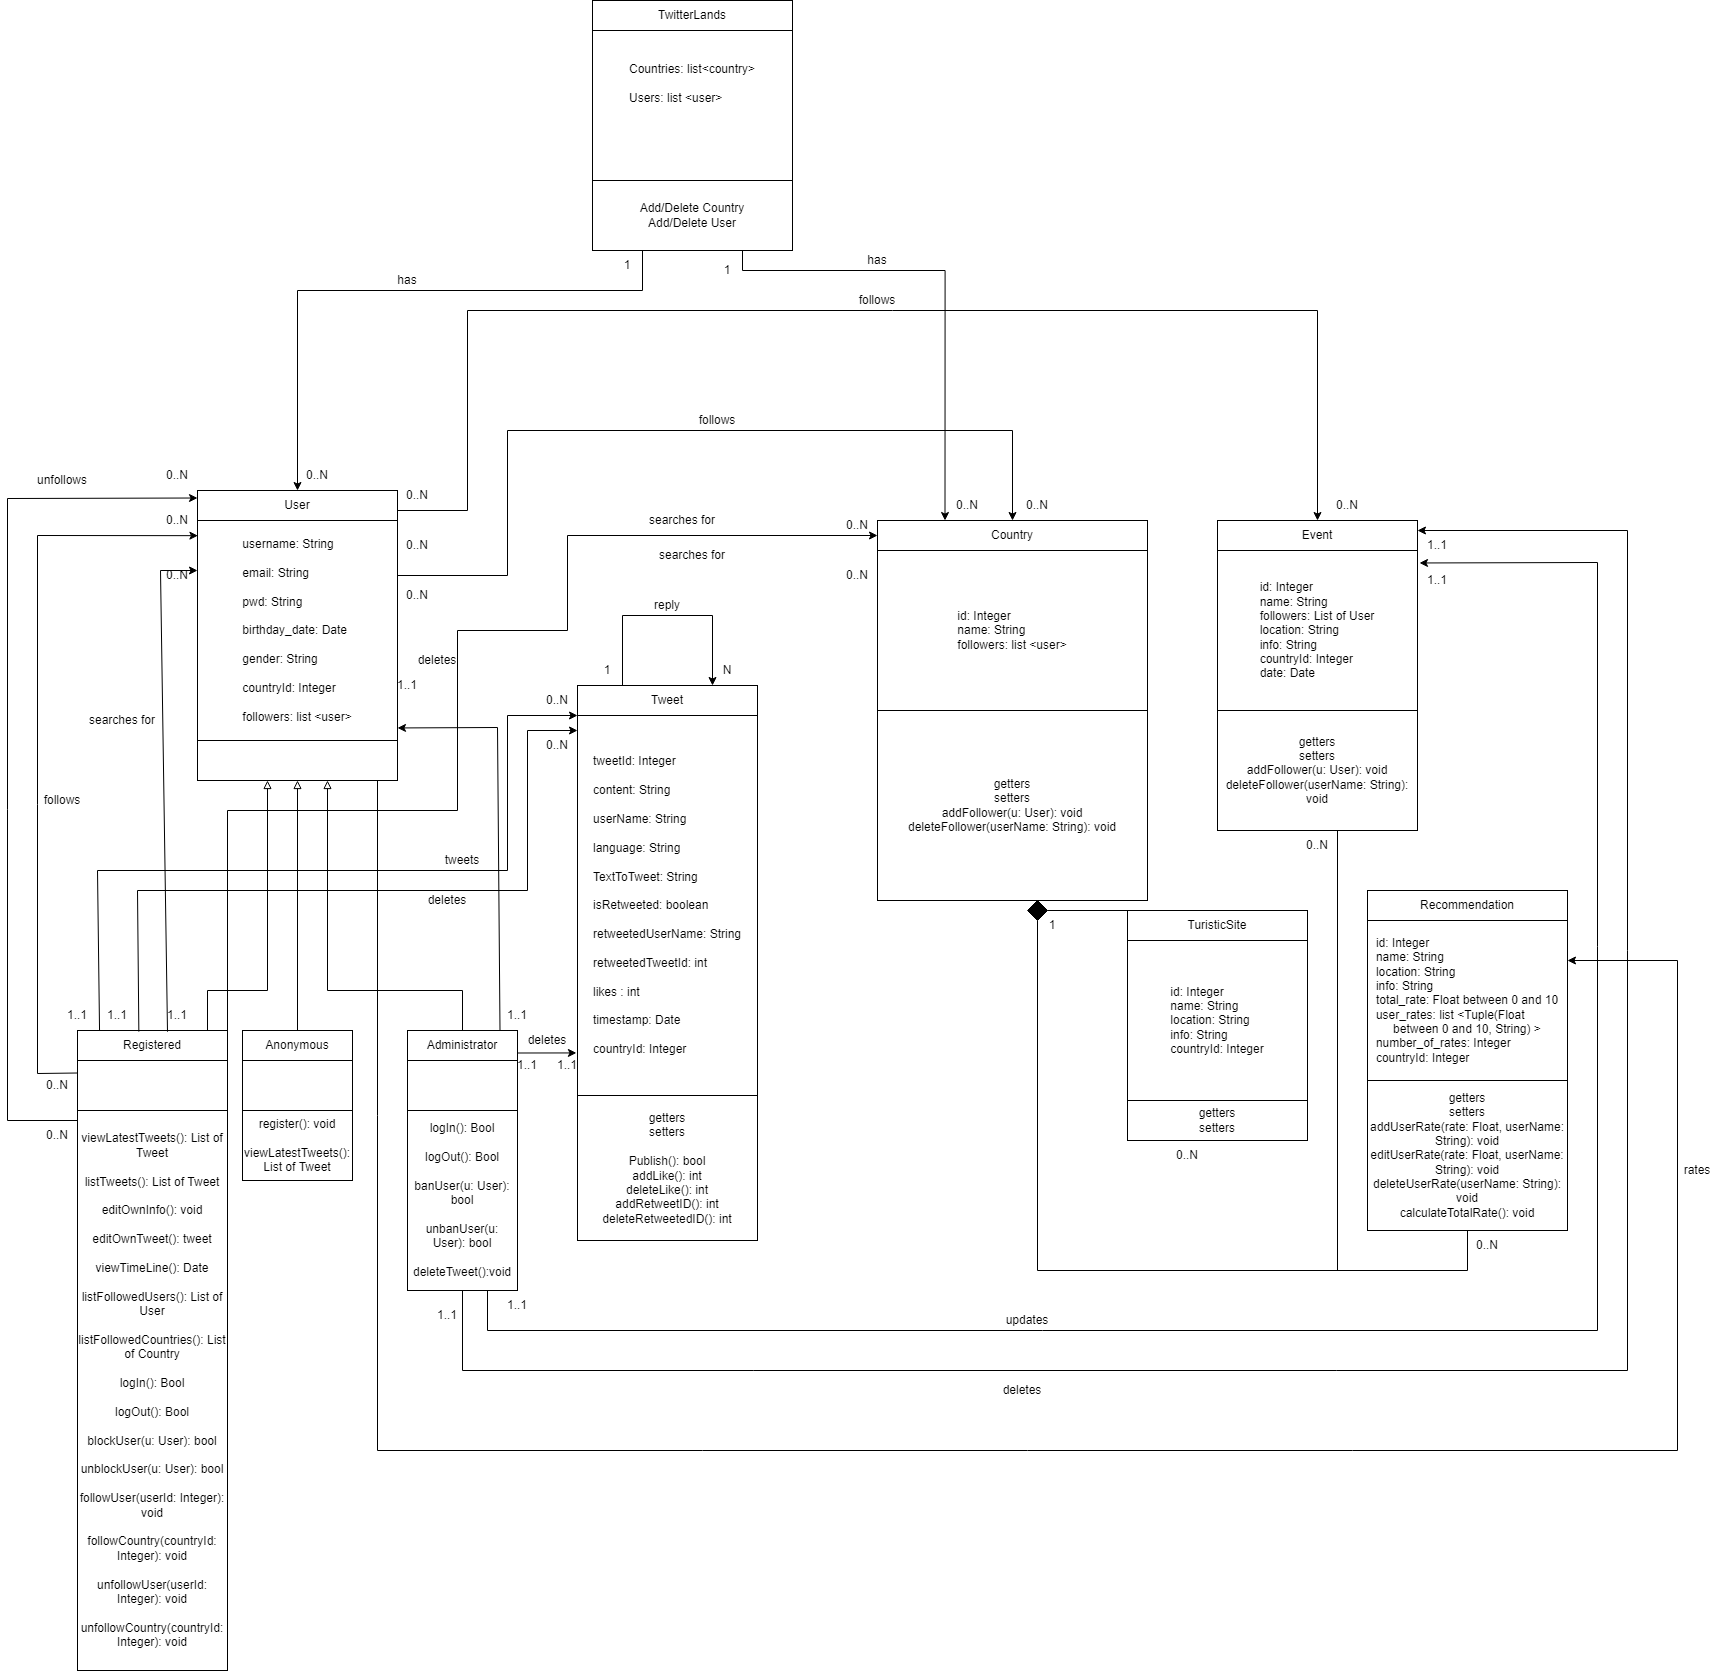 TwitterLands
Countries: list<country>
Users: list <user>
Add/Delete Country
Add/Delete User
1
1
has
has
follows
follows
unfollows
0..N
0..N
0..N
0..N
0..N
0..N
0..N
0..N
0..N
0..N
User
username: String
email: String
pwd: String
birthday_date: Date
gender: String
countryId: Integer
followers: list <user>
searches for
searches for
0..N
0..N
searches for
follows
deletes
1..1
reply
1
N
0..N
0..N
Tweet
tweetId: Integer
content: String
userName: String
language: String
TextToTweet: String
isRetweeted: boolean
retweetedUserName: String
retweetedTweetId: int
likes : int
timestamp: Date
countryId: Integer
getters
setters
Publish(): bool
addLike(): int
deleteLike(): int
addRetweetID(): int
deleteRetweetedID(): int
Country
id: Integer
name: String
followers: list <user>
getters
setters
addFollower(u: User): void
deleteFollower(userName: String): void
Event
1..1
1..1
id: Integer
name: String
followers: List of User
location: String
info: String
countryId: Integer
date: Date
getters
setters
addFollower(u: User): void
deleteFollower(userName: String):
void
0..N
tweets
deletes
1
TuristicSite
id: Integer
name: String
location: String
info: String
countryId: Integer
getters
setters
0..N
Recommendation
id: Integer
name: String
location: String
info: String
total_rate: Float between 0 and 10
user_rates: list <Tuple(Float
between 0 and 10, String) >
number_of_rates: Integer
countryId: Integer
getters
setters
addUserRate(rate: Float, userName:
String): void
editUserRate(rate: Float, userName:
String): void
deleteUserRate(userName: String):
void
calculateTotalRate(): void
0..N
rates
1..1
1..1
1..1
1..1
Registered
0..N
0..N
viewLatestTweets(): List of
Tweet
listTweets(): List of Tweet
editOwnInfo(): void
editOwnTweet(): tweet
viewTimeLine(): Date
listFollowedUsers(): List of
User
listFollowedCountries(): List
of Country
logIn(): Bool
logOut(): Bool
blockUser(u: User): bool
unblockUser(u: User): bool
followUser(userId: Integer):
void
followCountry(countryId:
Integer): void
unfollowUser(userId:
Integer): void
unfollowCountry(countryId:
Integer): void
Anonymous
register(): void
viewLatestTweets():
List of Tweet
Administrator
deletes
1..1
1..1
logIn(): Bool
logOut(): Bool
banUser(u: User):
bool
unbanUser(u:
User): bool
deleteTweet():void
1..1
1..1
updates
deletes